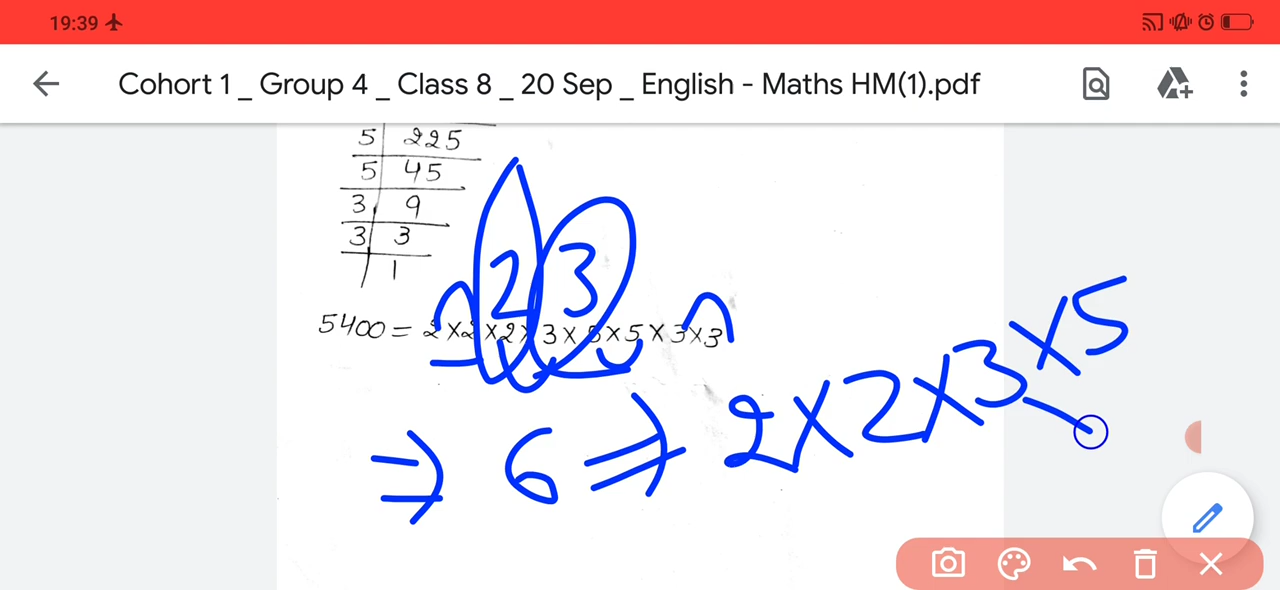 19:39
Cohort 1 _ Group 4 _ Class 8 _ 20 Sep _ English - Maths HM(1).pdf
5 225
5 45
3 9
3 3
1
2 3
5400 = 2×2×2×3×5×5×3×3
⇒ 6 ⇒ 2×2×3×5